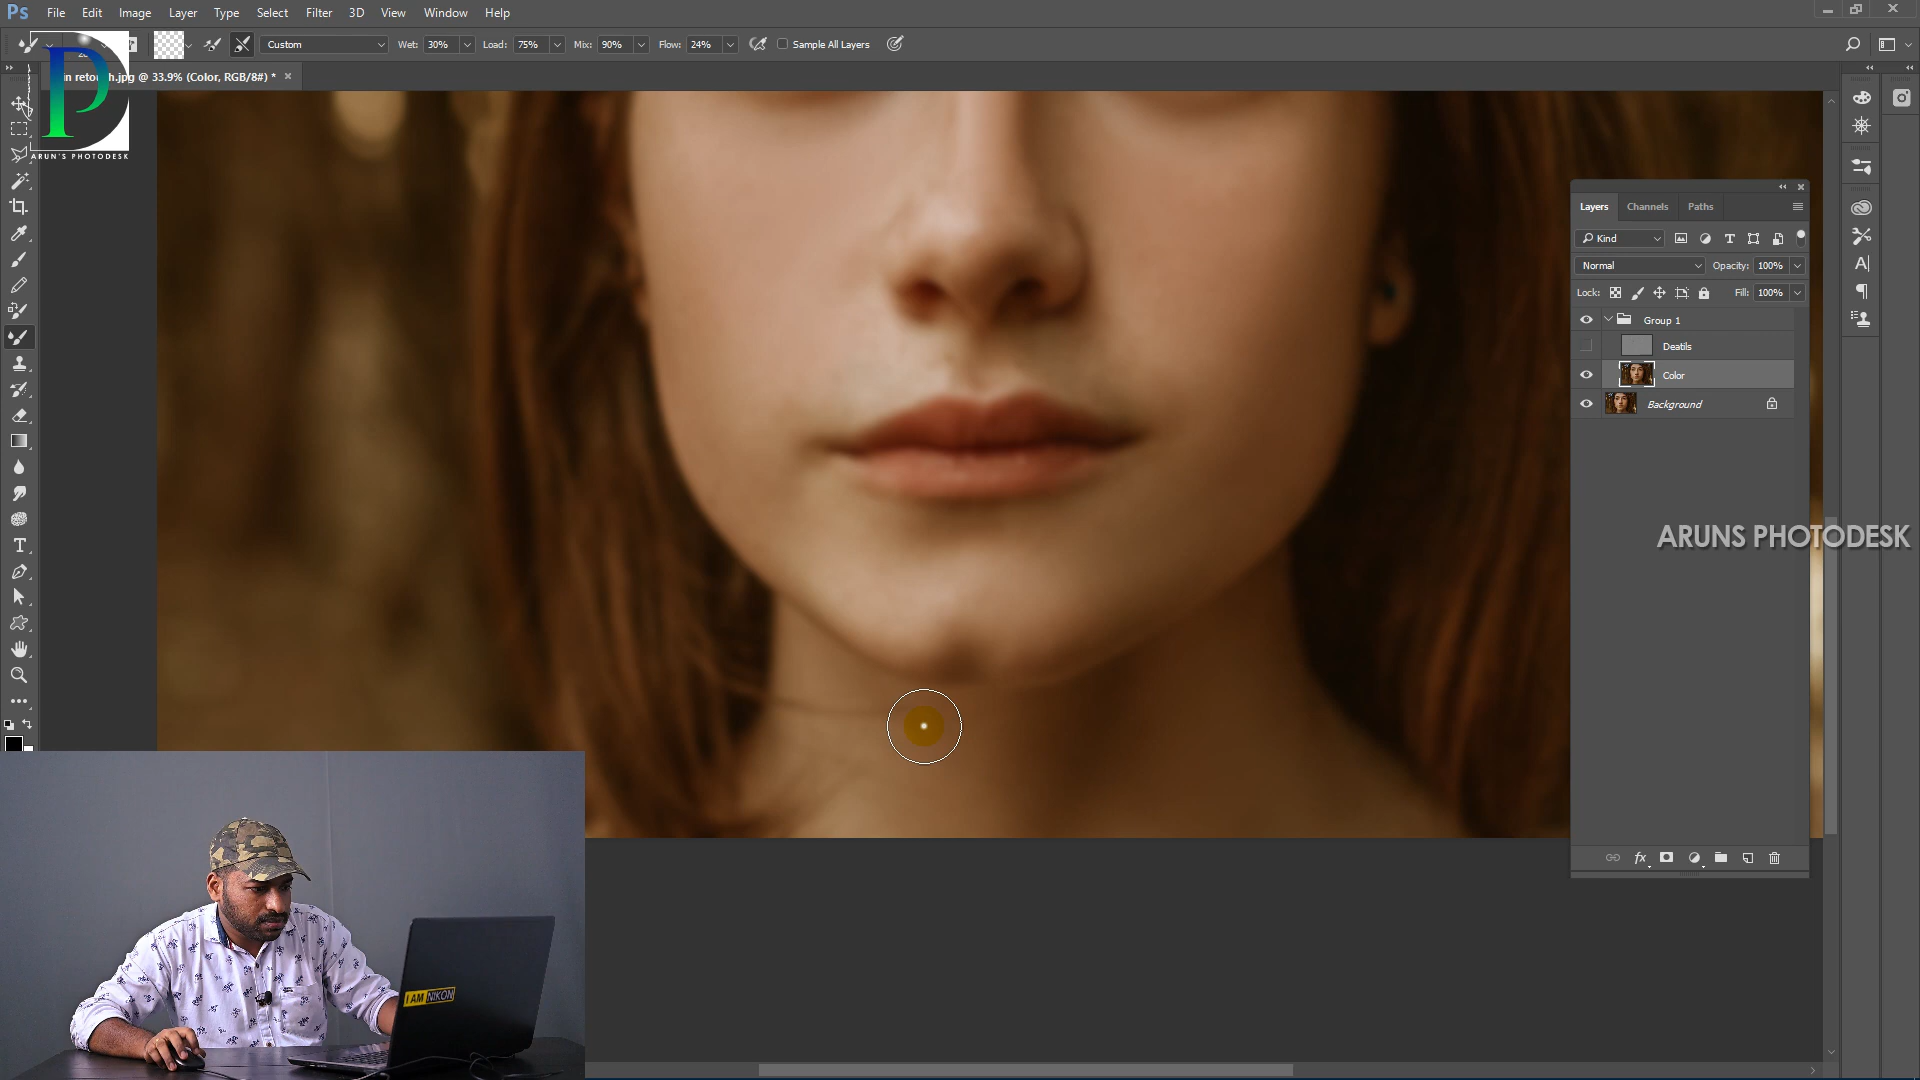 Ps File Edit Image Layer Type Select Filter 3D View Window Help
Custom Wet: 30% Load: 75% Mix: 90% Flow: 24% Sample All Layers
in retouch.jpg @ 33.9% (Color, RGB/8#) *
D
ARUN'S PHOTODESK
Layers Channels Paths
Kind
Normal Opacity: 100%
Lock: Fill: 100%
Group 1
Deatils
Color
Background
ARUNS PHOTODESK
I AM NIKON